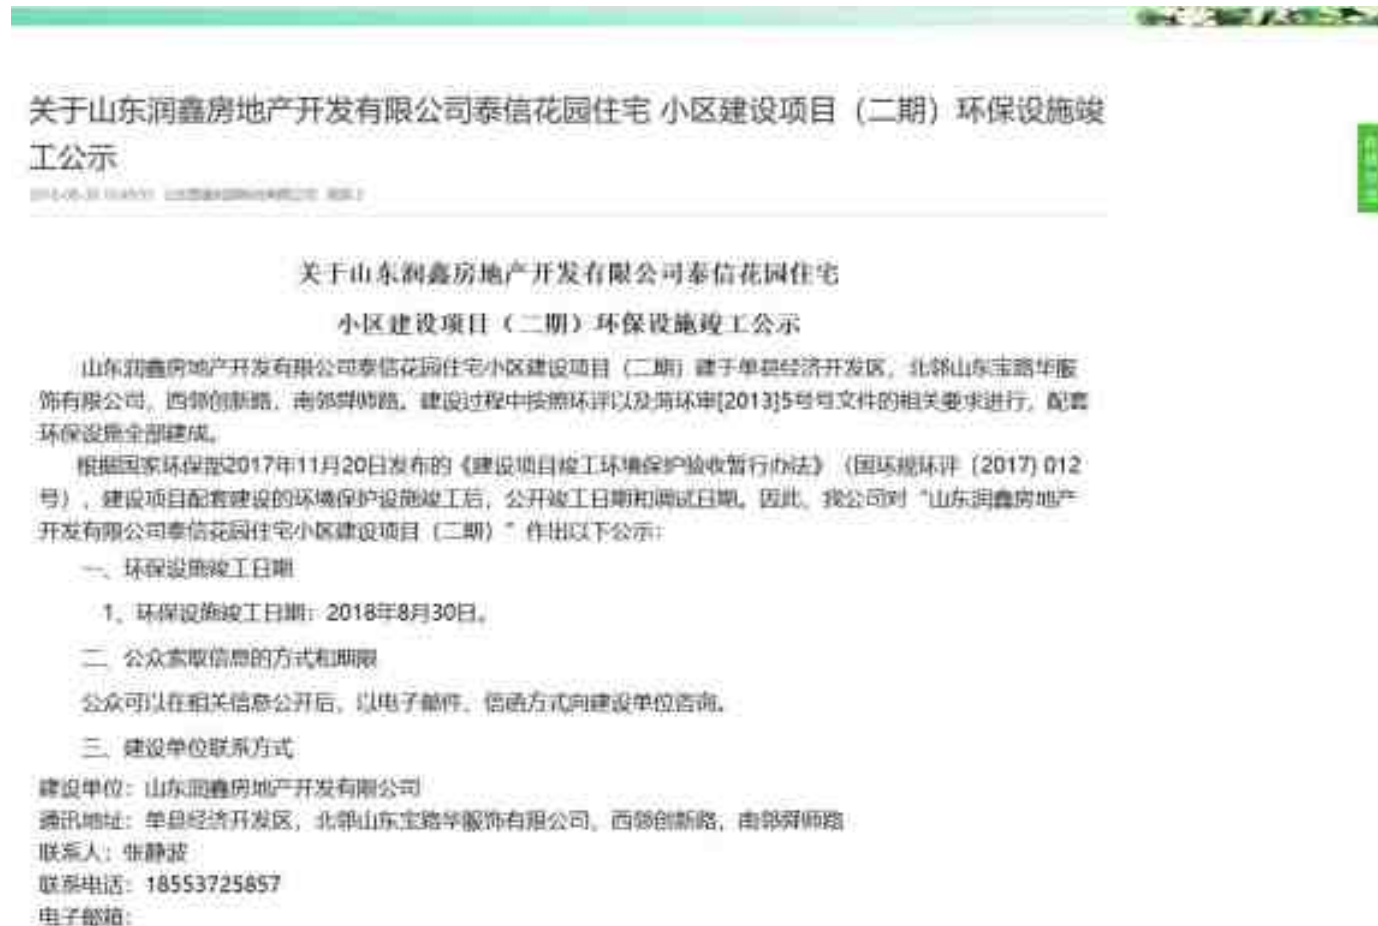 关于山东润鑫房地产开发有限公司泰信花园住宅 小区建设项目（二期）环保设施竣
工公示
关于山东润鑫房地产开发有限公司泰信花园住宅
小区建设项目（二期）环保设施竣工公示
山东润鑫房地产开发有限公司泰信花园住宅小区建设项目（二期）建于单县经济开发区，北邻山东宝路华服
饰有限公司，西邻创新路，南邻舜师路。建设过程中按照环评以及菏环审[2013]5号号文件的相关要求进行，配套
环保设施全部建成。
根据国家环保部2017年11月20日发布的《建设项目竣工环境保护验收暂行办法》（国环规环评（2017) 012
号），建设项目配套建设的环境保护设施竣工后，公开竣工日期和调试日期。因此，我公司对“山东润鑫房地产
开发有限公司泰信花园住宅小区建设项目（二期）”作出以下公示：
一、环保设施竣工日期
1、环保设施竣工日期：2018年8月30日。
二、公众索取信息的方式和期限
公众可以在相关信息公开后，以电子邮件、信函方式向建设单位咨询。
三、建设单位联系方式
建设单位：山东润鑫房地产开发有限公司
通讯地址：单县经济开发区，北邻山东宝路华服饰有限公司，西邻创新路，南邻舜师路
联系人：张静波
联系电话：18553725857
电子邮箱：